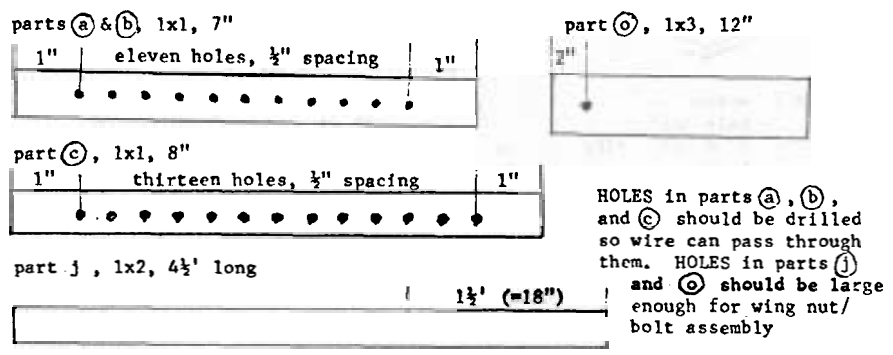 parts ⓐ & ⓑ, 1x1, 7"
1" eleven holes, ½" spacing 1"
part ⓞ, 1x3, 12"
2"
part ⓒ, 1x1, 8"
1" thirteen holes, ½" spacing 1"
HOLES in parts ⓐ, ⓑ,
and ⓒ should be drilled
so wire can pass through
them. HOLES in parts ⓙ
and ⓞ should be large
enough for wing nut/
bolt assembly
part j , 1x2, 4½' long
1½' (=18")